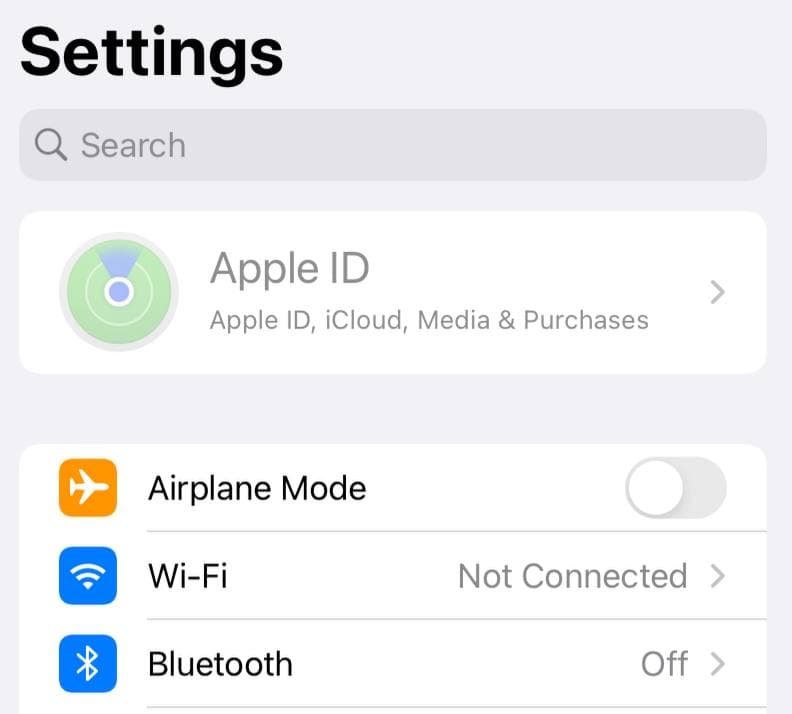 Settings
Search
Apple ID
Apple ID, iCloud, Media & Purchases
Airplane Mode
Wi-Fi Not Connected
Bluetooth Off